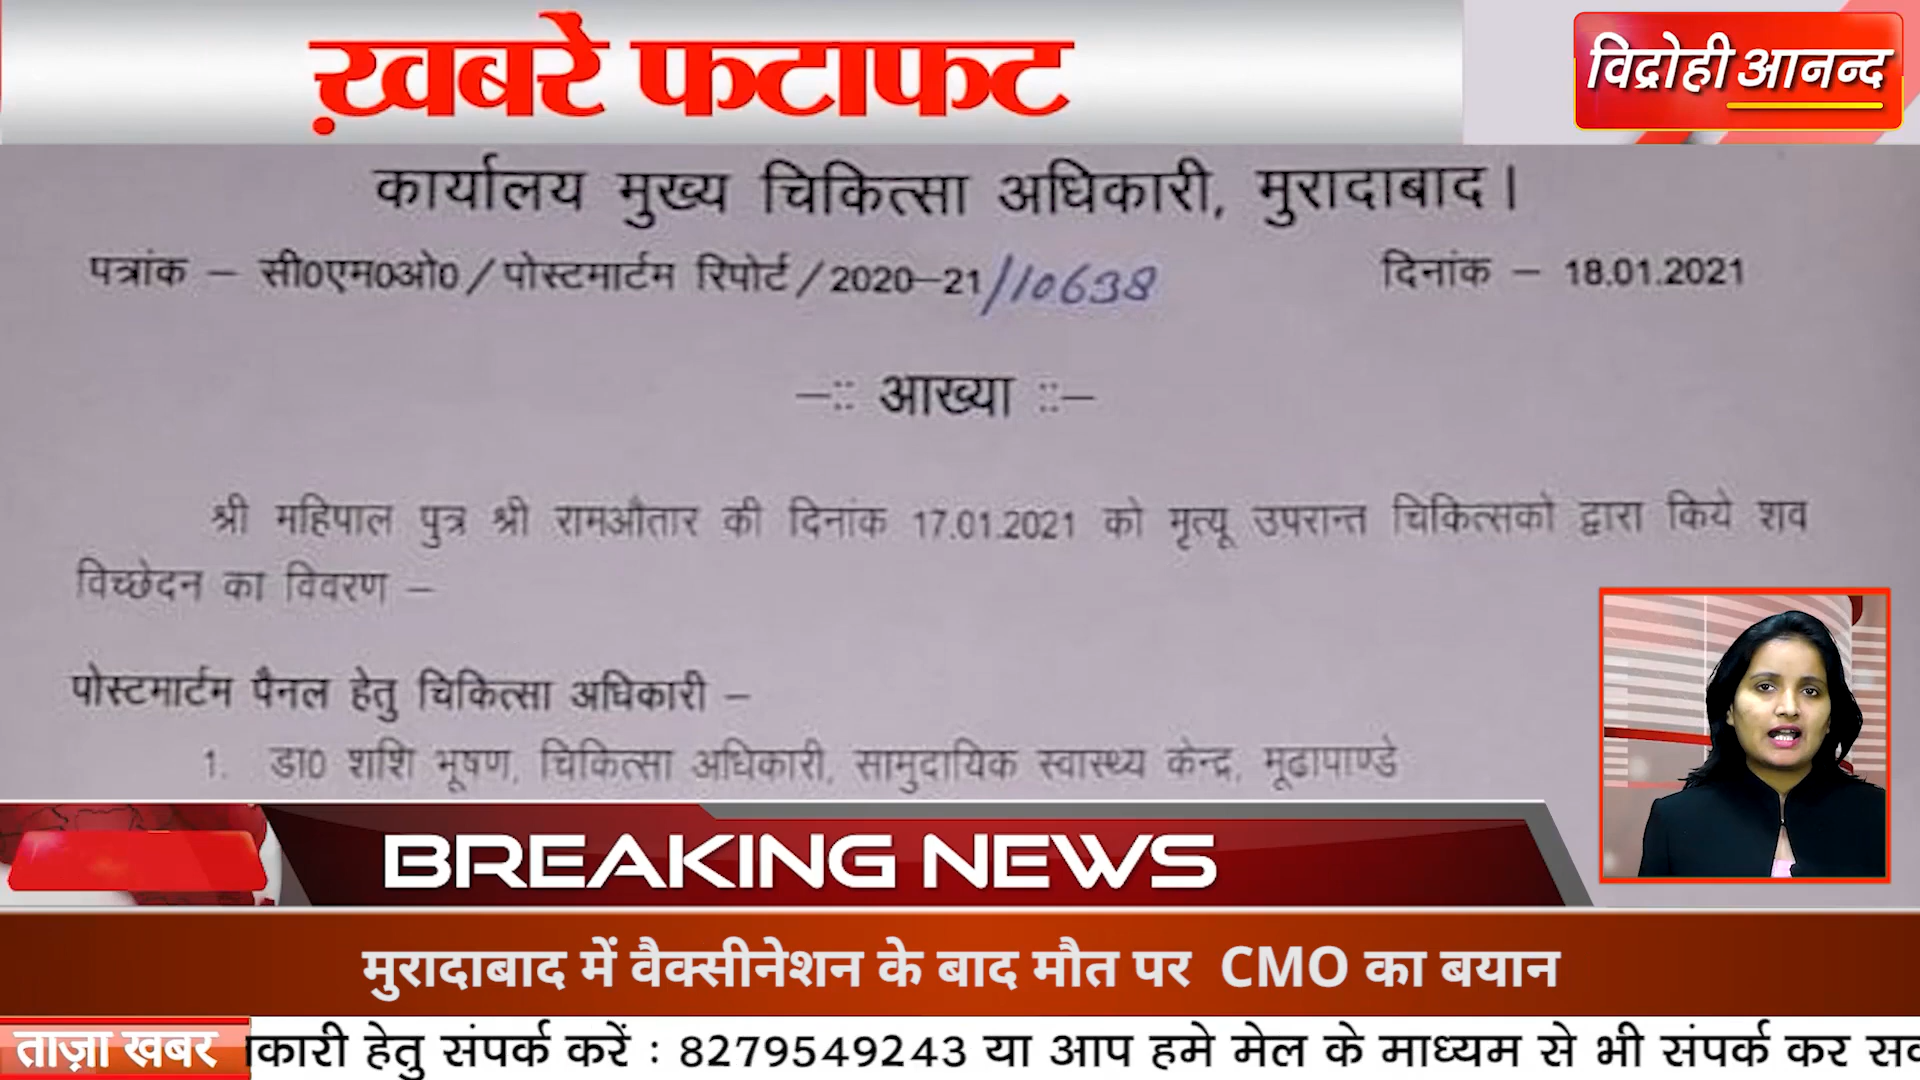 ख़बरें फटाफट
विद्रोही आनन्द
कार्यालय मुख्य चिकित्सा अधिकारी, मुरादाबाद।
पत्रांक – सी0एम0ओ0/पोस्टमार्टम रिपोर्ट/2020–21/10638 दिनांक – 18.01.2021
–:: आख्या ::–
श्री महिपाल पुत्र श्री रामऔतार की दिनांक 17.01.2021 को मृत्यू उपरान्त चिकित्सको द्वारा किये शव
विच्छेदन का विवरण –
पोस्टमार्टम पैनल हेतु चिकित्सा अधिकारी –
1. डा0 शशि भूषण, चिकित्सा अधिकारी, सामुदायिक स्वास्थ्य केन्द्र, मूढापाण्डे
BREAKING NEWS
मुरादाबाद में वैक्सीनेशन के बाद मौत पर CMO का बयान
ताज़ा खबर
कारी हेतु संपर्क करें : 8279549243 या आप हमे मेल के माध्यम से भी संपर्क कर